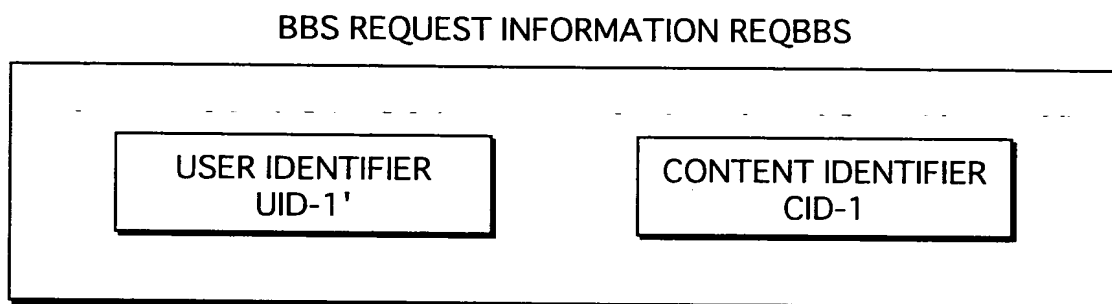 BBS REQUEST INFORMATION REQBBS
USER IDENTIFIER
UID-1'
CONTENT IDENTIFIER
CID-1